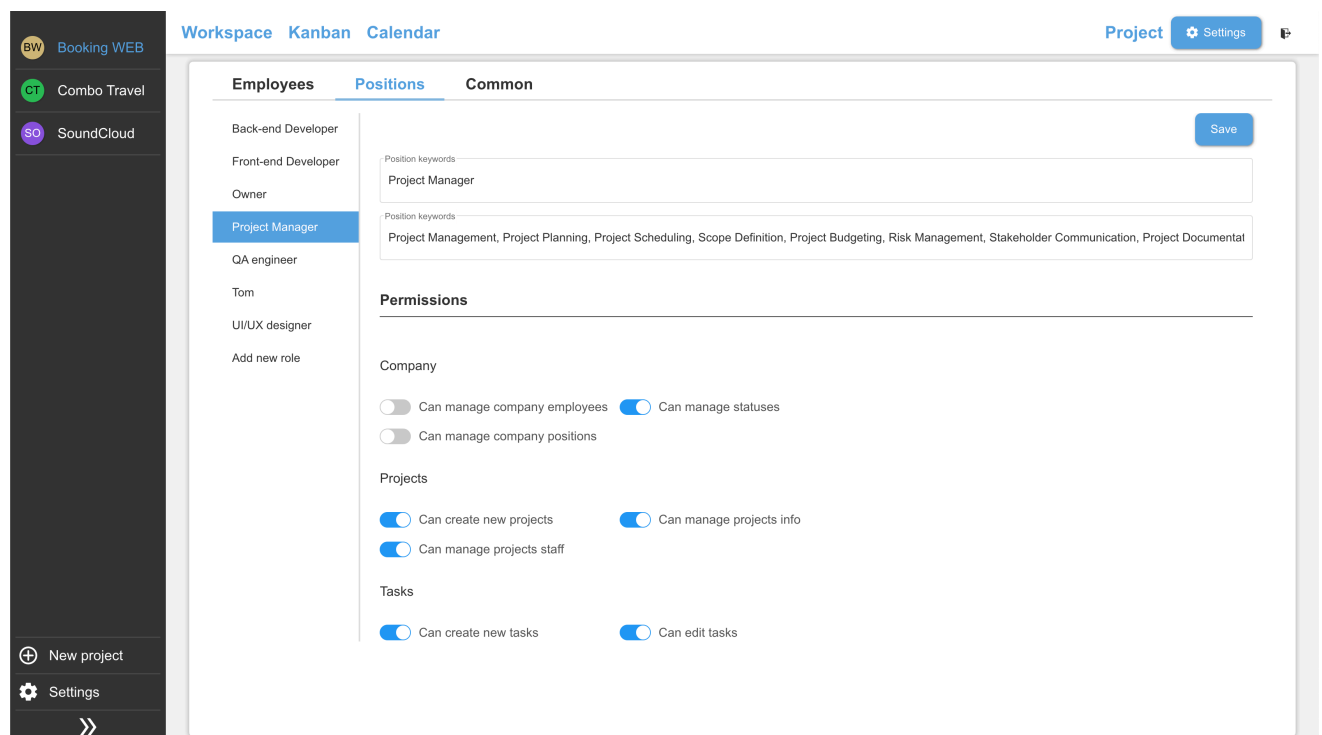 BW Booking WEB
CT Combo Travel
SO SoundCloud
New project
Settings
Workspace Kanban Calendar
Project Settings
Employees Positions Common
Back-end Developer
Front-end Developer
Owner
Project Manager
QA engineer
Tom
UI/UX designer
Add new role
Save
Position keywords
Project Manager
Position keywords
Project Management, Project Planning, Project Scheduling, Scope Definition, Project Budgeting, Risk Management, Stakeholder Communication, Project Documentat
Permissions
Company
Can manage company employees Can manage statuses
Can manage company positions
Projects
Can create new projects Can manage projects info
Can manage projects staff
Tasks
Can create new tasks Can edit tasks